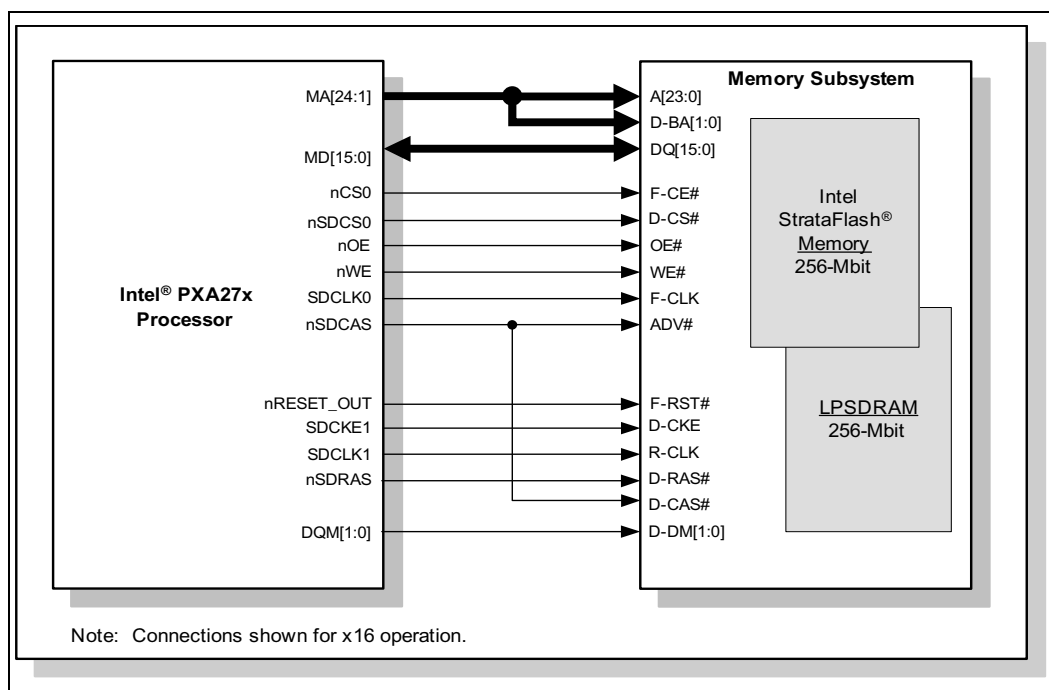 Intel® PXA27x
Processor
MA[24:1]
MD[15:0]
nCS0
nSDCS0
nOE
nWE
SDCLK0
nSDCAS
nRESET_OUT
SDCKE1
SDCLK1
nSDRAS
DQM[1:0]
Memory Subsystem
A[23:0]
D-BA[1:0]
DQ[15:0]
F-CE#
D-CS#
OE#
WE#
F-CLK
ADV#
F-RST#
D-CKE
R-CLK
D-RAS#
D-CAS#
D-DM[1:0]
Intel
StrataFlash®
Memory
256-Mbit
LPSDRAM
256-Mbit
Note: Connections shown for x16 operation.